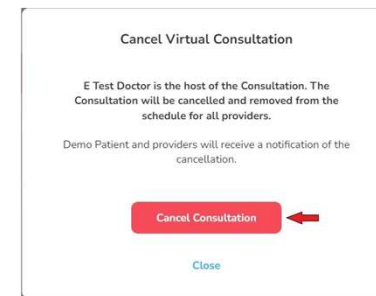 Cancel Virtual Consultation
E Test Doctor is the host of the Consultation. The
Consultation will be cancelled and removed from the
schedule for all providers.
Demo Patient and providers will receive a notification of the
cancellation.
Cancel Consultation
Close